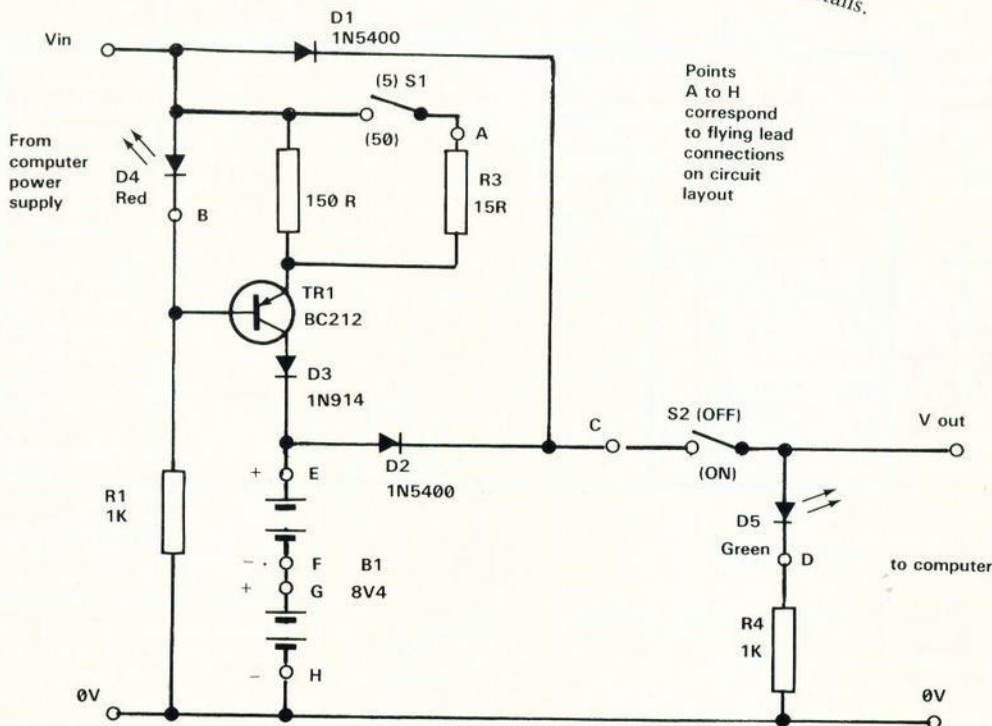 D1
1N5400
Vin
(5) S1
(50)
A
Points
A to H
correspond
to flying lead
connections
on circuit
layout
From
computer
power
supply
D4
Red
B
150 R
R3
15R
TR1
BC212
D3
1N914
D2
1N5400
C
S2 (OFF)
(ON)
V out
+ E
R1
1K
- F
+ G
B1
8V4
- H
D5
Green
D
to computer
R4
1K
0V
0V